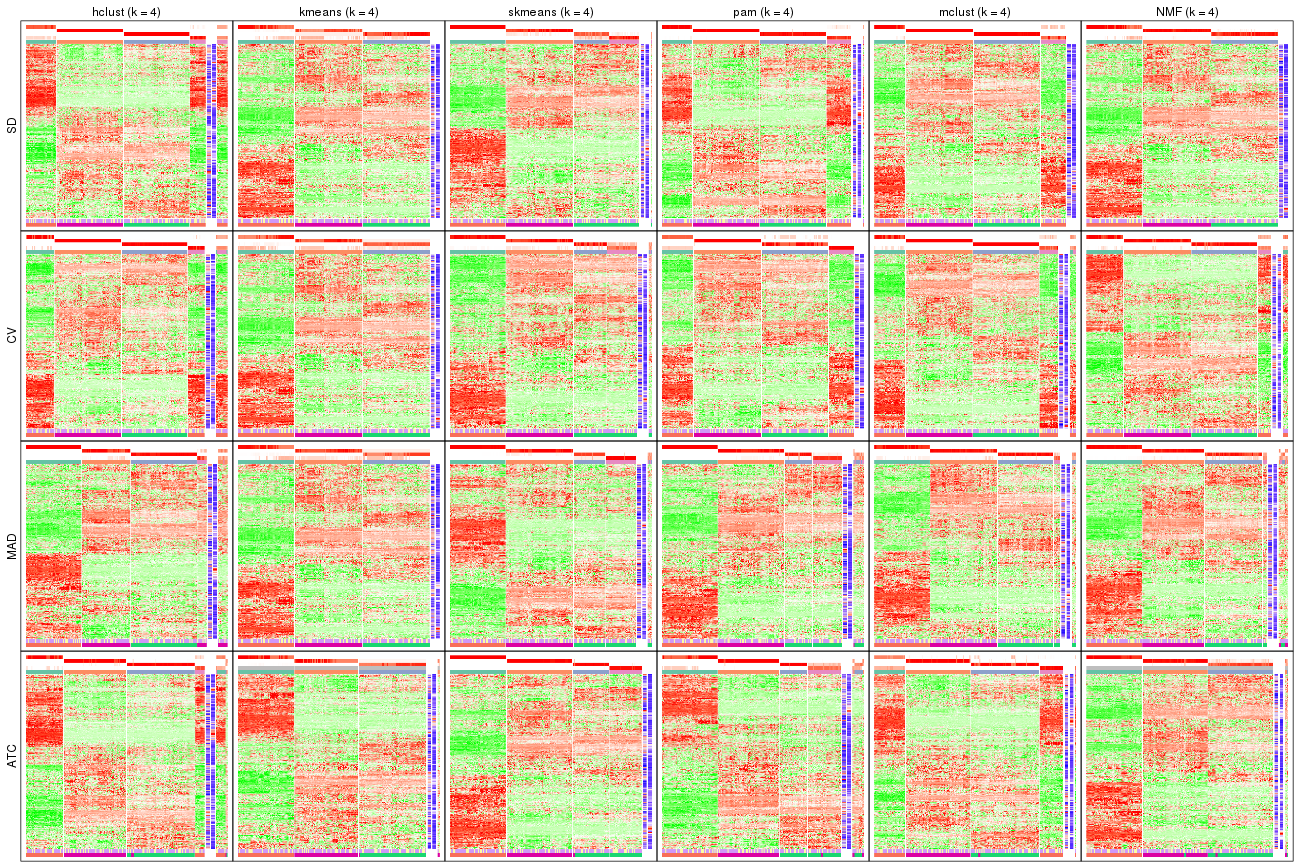 hclust (k = 4) kmeans (k = 4) skmeans (k = 4) pam (k = 4) mclust (k = 4) NMF (k = 4)
SD
CV
MAD
ATC